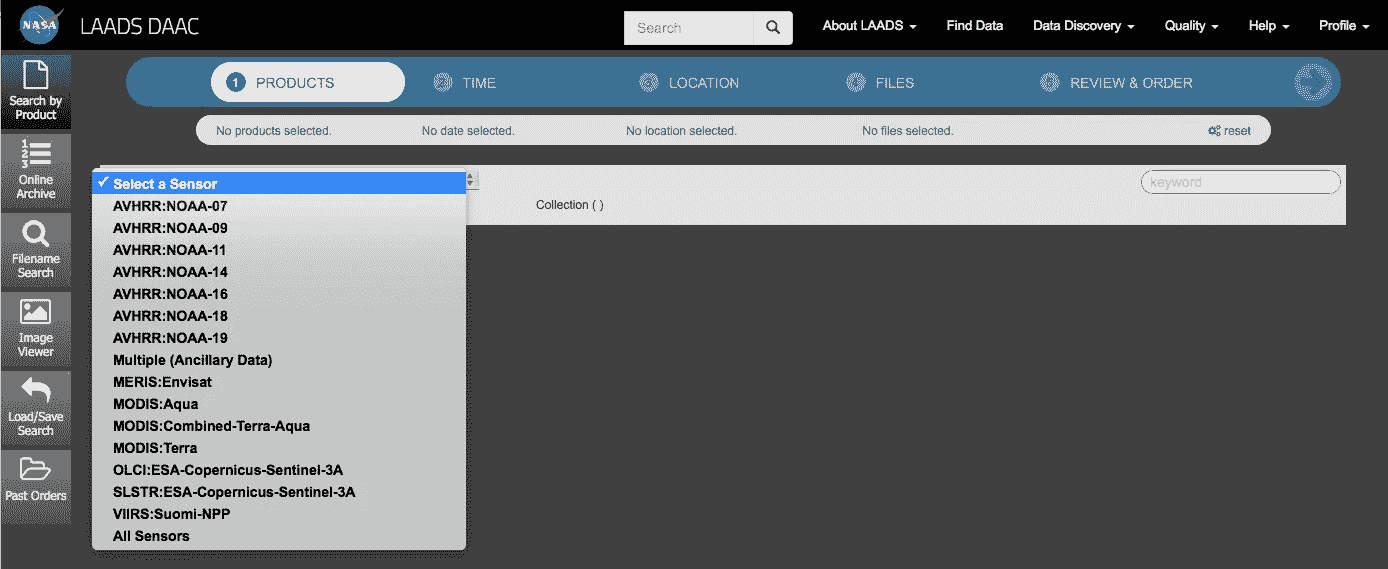 NASA
LAADS DAAC
Search
About LAADS
Find Data
Data Discovery
Quality
Help
Profile
Search by
Product
1 PRODUCTS
TIME
LOCATION
FILES
REVIEW & ORDER
No products selected.
No date selected.
No location selected.
No files selected.
reset
1
2
3
Online
Archive
Filename
Search
Image
Viewer
Load/Save
Search
Past Orders
✓ Select a Sensor
AVHRR:NOAA-07
AVHRR:NOAA-09
AVHRR:NOAA-11
AVHRR:NOAA-14
AVHRR:NOAA-16
AVHRR:NOAA-18
AVHRR:NOAA-19
Multiple (Ancillary Data)
MERIS:Envisat
MODIS:Aqua
MODIS:Combined-Terra-Aqua
MODIS:Terra
OLCI:ESA-Copernicus-Sentinel-3A
SLSTR:ESA-Copernicus-Sentinel-3A
VIIRS:Suomi-NPP
All Sensors
keyword
Collection ( )